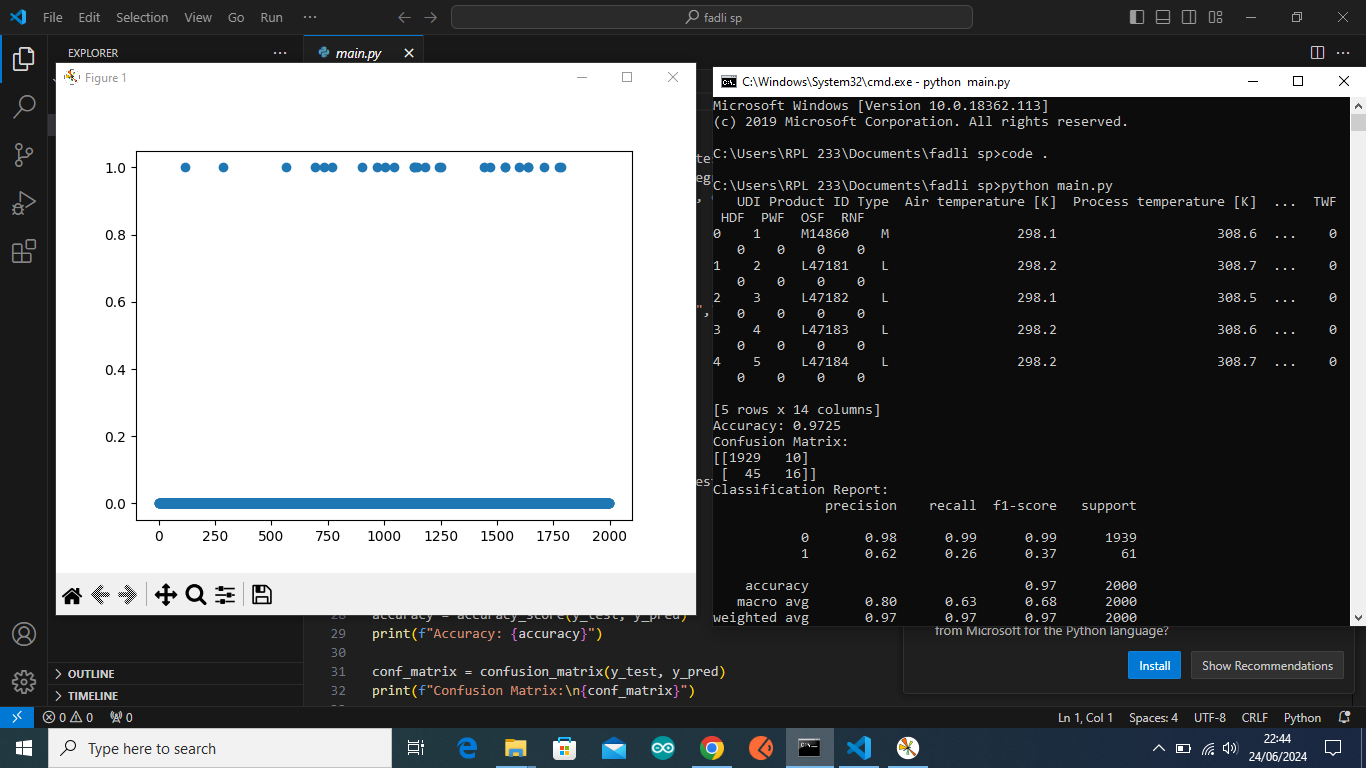 File Edit Selection View Go Run ··· fadli sp
EXPLORER ···
main.py
Figure 1
1.0
0.8
0.6
0.4
0.2
0.0
0 250 500 750 1000 1250 1500 1750 2000
C:\Windows\System32\cmd.exe - python main.py
Microsoft Windows [Version 10.0.18362.113]
(c) 2019 Microsoft Corporation. All rights reserved.
C:\Users\RPL 233\Documents\fadli sp>code .
C:\Users\RPL 233\Documents\fadli sp>python main.py
UDI Product ID Type Air temperature [K] Process temperature [K] ... TWF
HDF PWF OSF RNF
0 1 M14860 M 298.1 308.6 ... 0
0 0 0 0
1 2 L47181 L 298.2 308.7 ... 0
0 0 0 0
2 3 L47182 L 298.1 308.5 ... 0
0 0 0 0
3 4 L47183 L 298.2 308.6 ... 0
0 0 0 0
4 5 L47184 L 298.2 308.7 ... 0
0 0 0 0
[5 rows x 14 columns]
Accuracy: 0.9725
Confusion Matrix:
[[1929 10]
[ 45 16]]
Classification Report:
precision recall f1-score support
0 0.98 0.99 0.99 1939
1 0.62 0.26 0.37 61
accuracy 0.97 2000
macro avg 0.80 0.63 0.68 2000
weighted avg 0.97 0.97 0.97 2000
28 accuracy = accuracy_score(y_test, y_pred)
29 print(f"Accuracy: {accuracy}")
30
31 conf_matrix = confusion_matrix(y_test, y_pred)
32 print(f"Confusion Matrix:\n{conf_matrix}")
from Microsoft for the Python language?
Install Show Recommendations
OUTLINE
TIMELINE
0 0 0 Ln 1, Col 1 Spaces: 4 UTF-8 CRLF Python
Type here to search
22:44
24/06/2024